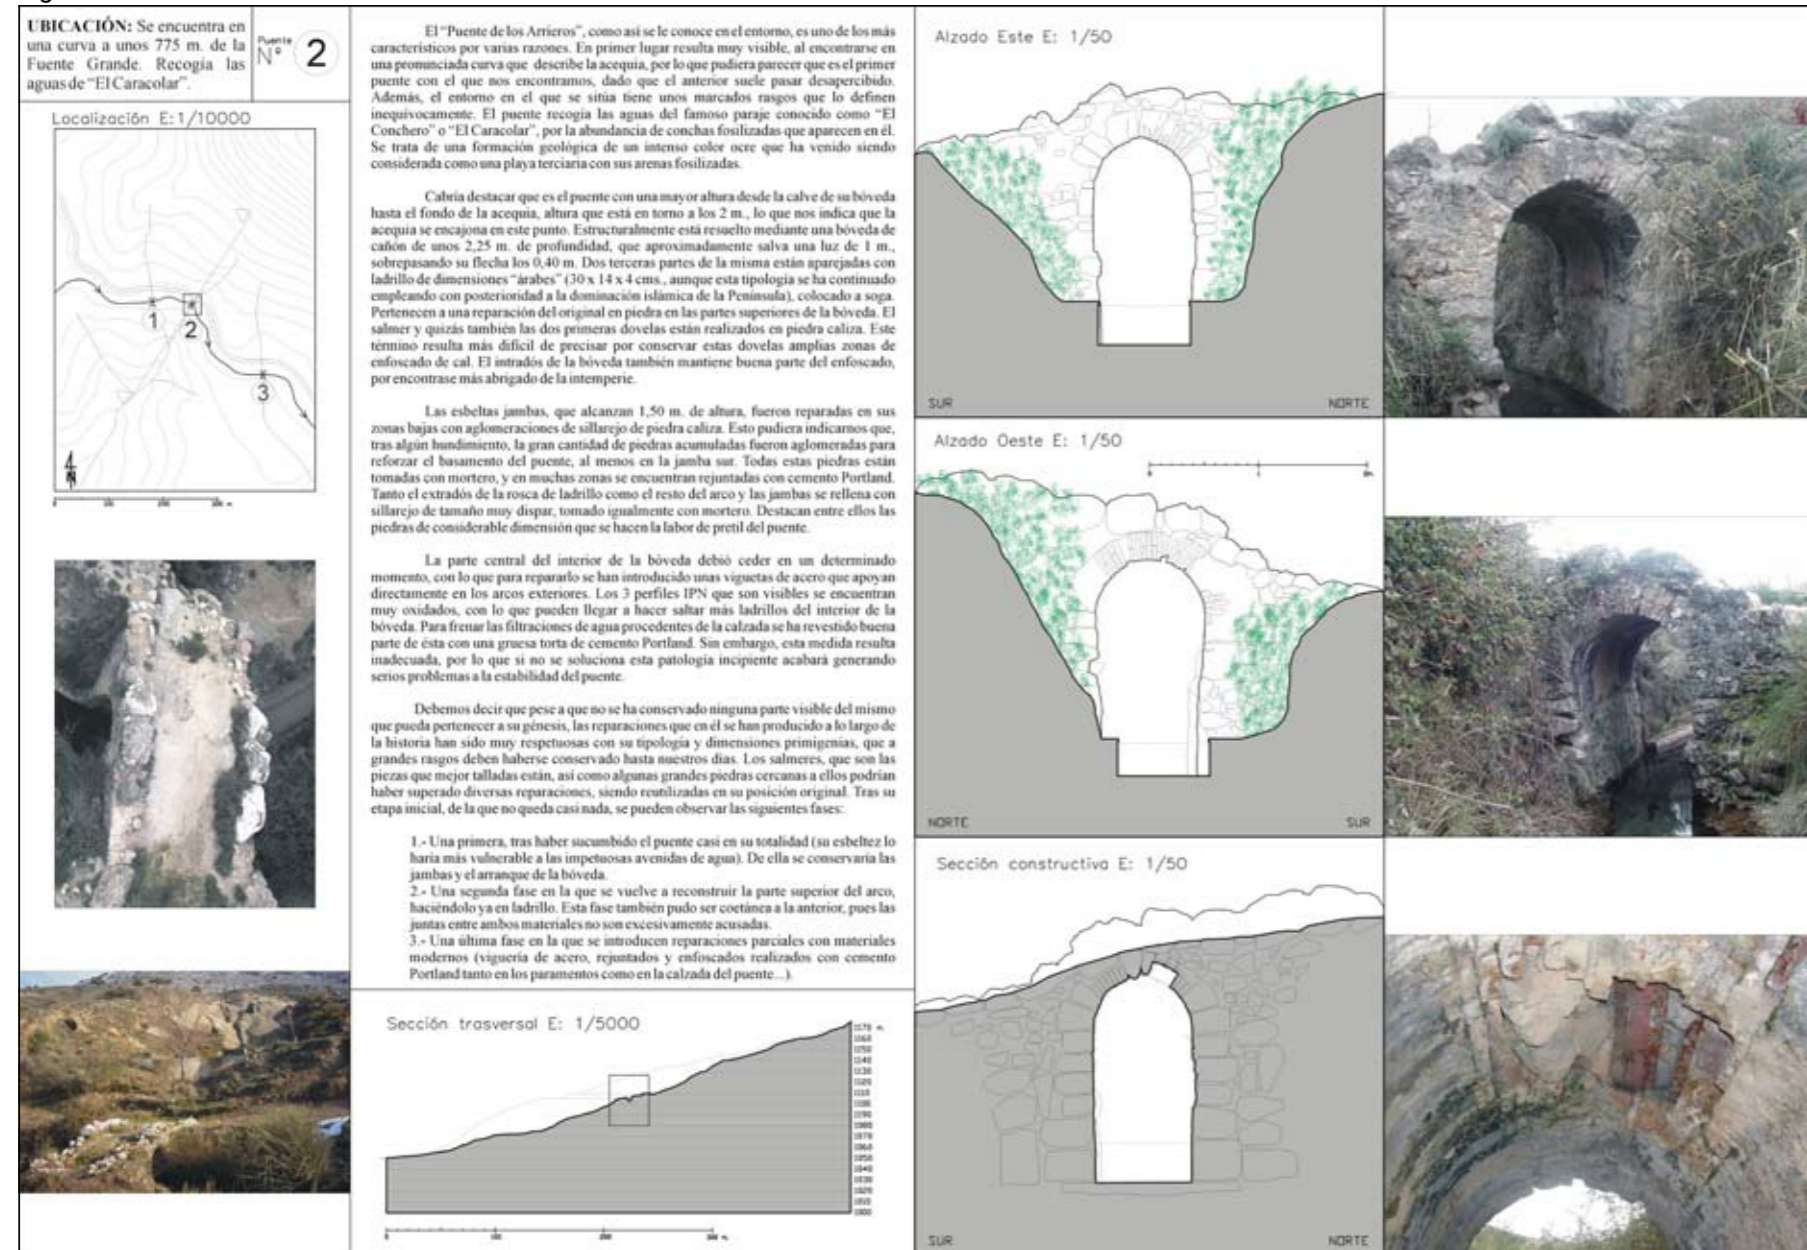 UBICACIÓN: Se encuentra en
una curva a unos 775 m. de la
Fuente Grande. Recogía las
aguas de “El Caracolar”.
Puente
Nº 2
Localización E: 1/10000
1
2
3
N
El “Puente de los Arrieros”, como así se le conoce en el entorno, es uno de los más
característicos por varias razones. En primer lugar resulta muy visible, al encontrarse en
una pronunciada curva que describe la acequia, por lo que pudiera parecer que es el primer
puente con el que nos encontramos, dado que el anterior suele pasar desapercibido.
Además, el entorno en el que se sitúa tiene unos marcados rasgos que lo definen
inequívocamente. El puente recogía las aguas del famoso paraje conocido como “El
Conchero” o “El Caracolar”, por la abundancia de conchas fosilizadas que aparecen en él.
Se trata de una formación geológica de un intenso color ocre que ha venido siendo
considerada como una playa terciaria con sus arenas fosilizadas.
Cabría destacar que es el puente con una mayor altura desde la calve de su bóveda
hasta el fondo de la acequia, altura que está en torno a los 2 m., lo que nos indica que la
acequia se encajona en este punto. Estructuralmente está resuelto mediante una bóveda de
cañón de unos 2,25 m. de profundidad, que aproximadamente salva una luz de 1 m.,
sobrepasando su flecha los 0,40 m. Dos terceras partes de la misma están aparejadas con
ladrillo de dimensiones “árabes” (30 x 14 x 4 cms., aunque esta tipología se ha continuado
empleando con posterioridad a la dominación islámica de la Península), colocado a soga.
Pertenecen a una reparación del original en piedra en las partes superiores de la bóveda. El
salmer y quizás también las dos primeras dovelas están realizados en piedra caliza. Este
término resulta más difícil de precisar por conservar estas dovelas amplias zonas de
enfoscado de cal. El intradós de la bóveda también mantiene buena parte del enfoscado,
por encontrase más abrigado de la intemperie.
Las esbeltas jambas, que alcanzan 1,50 m. de altura, fueron reparadas en sus
zonas bajas con aglomeraciones de sillarejo de piedra caliza. Esto pudiera indicarnos que,
tras algún hundimiento, la gran cantidad de piedras acumuladas fueron aglomeradas para
reforzar el basamento del puente, al menos en la jamba sur. Todas estas piedras están
tomadas con mortero, y en muchas zonas se encuentran rejuntadas con cemento Portland.
Tanto el extradós de la rosca de ladrillo como el resto del arco y las jambas se rellena con
sillarejo de tamaño muy dispar, tomado igualmente con mortero. Destacan entre ellos las
piedras de considerable dimensión que se hacen la labor de pretil del puente.
La parte central del interior de la bóveda debió ceder en un determinado
momento, con lo que para repararlo se han introducido unas viguetas de acero que apoyan
directamente en los arcos exteriores. Los 3 perfiles IPN que son visibles se encuentran
muy oxidados, con lo que pueden llegar a hacer saltar más ladrillos del interior de la
bóveda. Para frenar las filtraciones de agua procedentes de la calzada se ha revestido buena
parte de ésta con una gruesa torta de cemento Portland. Sin embargo, esta medida resulta
inadecuada, por lo que si no se soluciona esta patología incipiente acabará generando
serios problemas a la estabilidad del puente.
Debemos decir que pese a que no se ha conservado ninguna parte visible del mismo
que pueda pertenecer a su génesis, las reparaciones que en él se han producido a lo largo de
la historia han sido muy respetuosas con su tipología y dimensiones primigenias, que a
grandes rasgos deben haberse conservado hasta nuestros días. Los salmeres, que son las
piezas que mejor talladas están, así como algunas grandes piedras cercanas a ellos podrían
haber superado diversas reparaciones, siendo reutilizadas en su posición original. Tras su
etapa inicial, de la que no queda casi nada, se pueden observar las siguientes fases:
1.- Una primera, tras haber sucumbido el puente casi en su totalidad (su esbeltez lo
haría más vulnerable a las impetuosas avenidas de agua). De ella se conservaría las
jambas y el arranque de la bóveda.
2.- Una segunda fase en la que se vuelve a reconstruir la parte superior del arco,
haciéndolo ya en ladrillo. Esta fase también pudo ser coetánea a la anterior, pues las
juntas entre ambos materiales no son excesivamente acusadas.
3.- Una última fase en la que se introducen reparaciones parciales con materiales
modernos (viguería de acero, rejuntados y enfoscados realizados con cemento
Portland tanto en los paramentos como en la calzada del puente...).
Sección trasversal E: 1/5000
Alzado Este E: 1/50
SUR
NORTE
Alzado Oeste E: 1/50
NORTE
SUR
Sección constructiva E: 1/50
SUR
NORTE